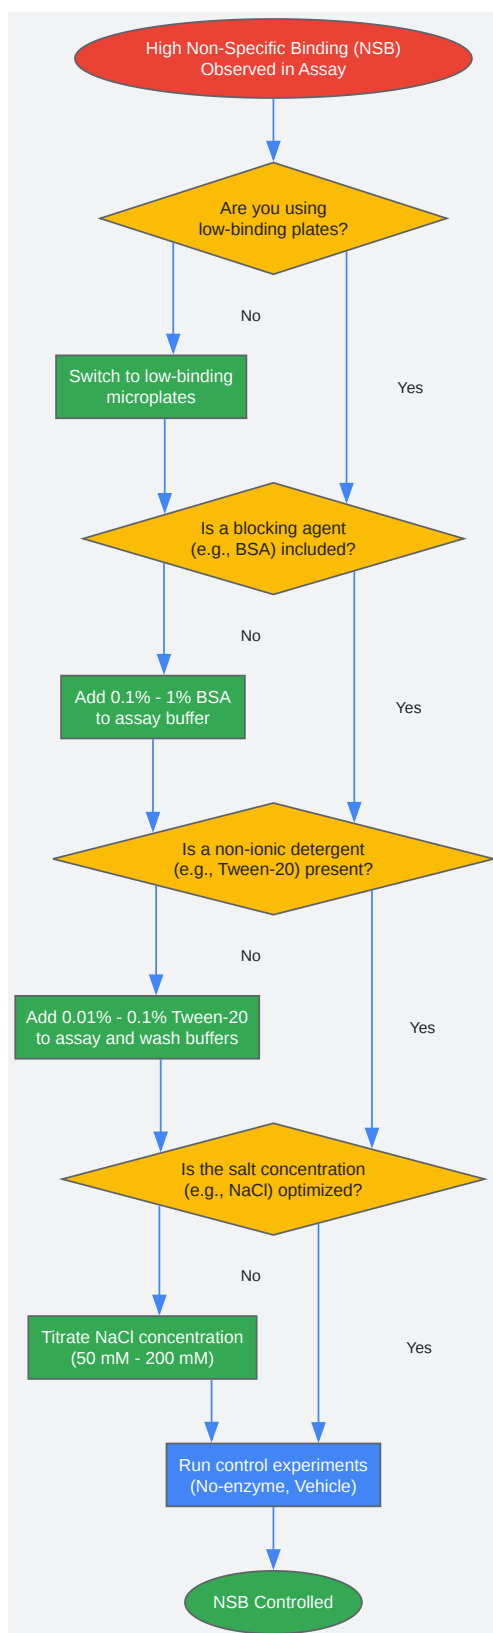 High Non-Specific Binding (NSB)
Observed in Assay
Are you using
low-binding plates?
No
Switch to low-binding
microplates
Yes
Is a blocking agent
(e.g., BSA) included?
No
Add 0.1% - 1% BSA
to assay buffer
Yes
Is a non-ionic detergent
(e.g., Tween-20) present?
No
Add 0.01% - 0.1% Tween-20
to assay and wash buffers
Yes
Is the salt concentration
(e.g., NaCl) optimized?
No
Titrate NaCl concentration
(50 mM - 200 mM)
Yes
Run control experiments
(No-enzyme, Vehicle)
NSB Controlled